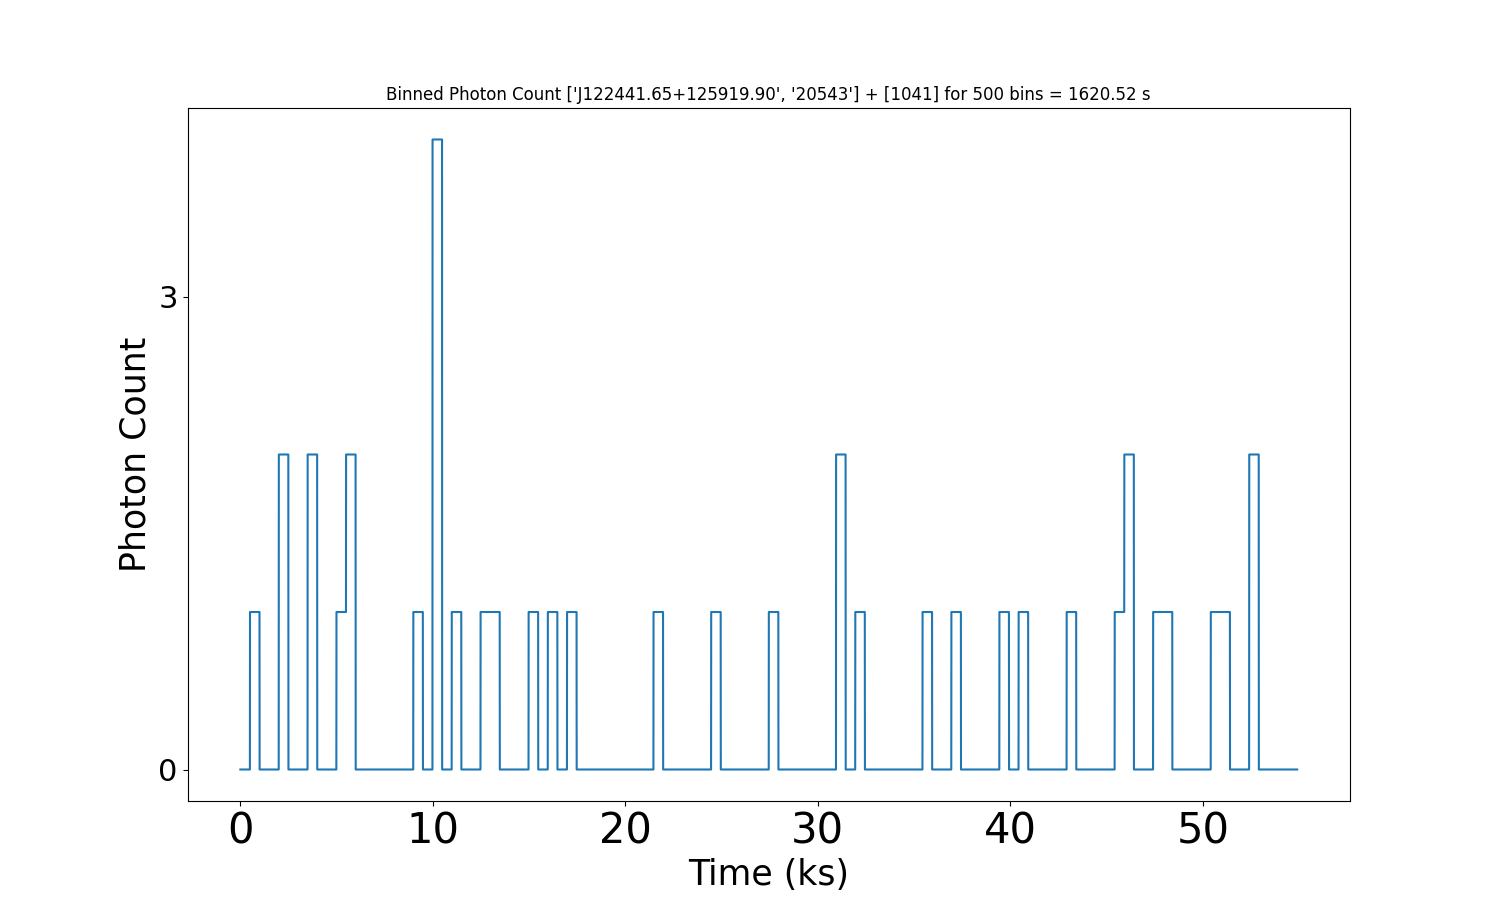 Binned Photon Count ['J122441.65+125919.90', '20543'] + [1041] for 500 bins = 1620.52 s
3
0
Photon Count
0 10 20 30 40 50
Time (ks)